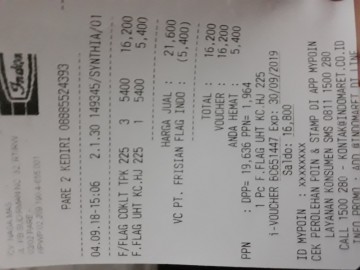 Indom
PARE 2 KEDIRI 08885524393
04.09.18-15:06 2.1.30 149345/SYNTHIA/01
F/FLAG COKLT TPK 225 3 5400 16,200
F.FLAG UHT KC.HJ 225 1 5400 5,400
HARGA JUAL : 21,600
VC PT. FRISIAN FLAG INDO : (5,400)
TOTAL : 16,200
VOUCHER : 16,200
ANDA HEMAT : 5,400
PPN : DPP= 19,636 PPN= 1,964
1 Pc F.FLAG UHT KC.HJ 225
i-VOUCHER 6C651447 Exp: 30/09/2019
Saldo: 16,800
ID MYPOIN : xxxxxxxx
CEK PEROLEHAN POIN & STAMP DI APP MYPOIN
LAYANAN KONSUMEN SMS 0811 1500 280
CALL 1500 280 - KONTAK@INDOMARET.CO.ID